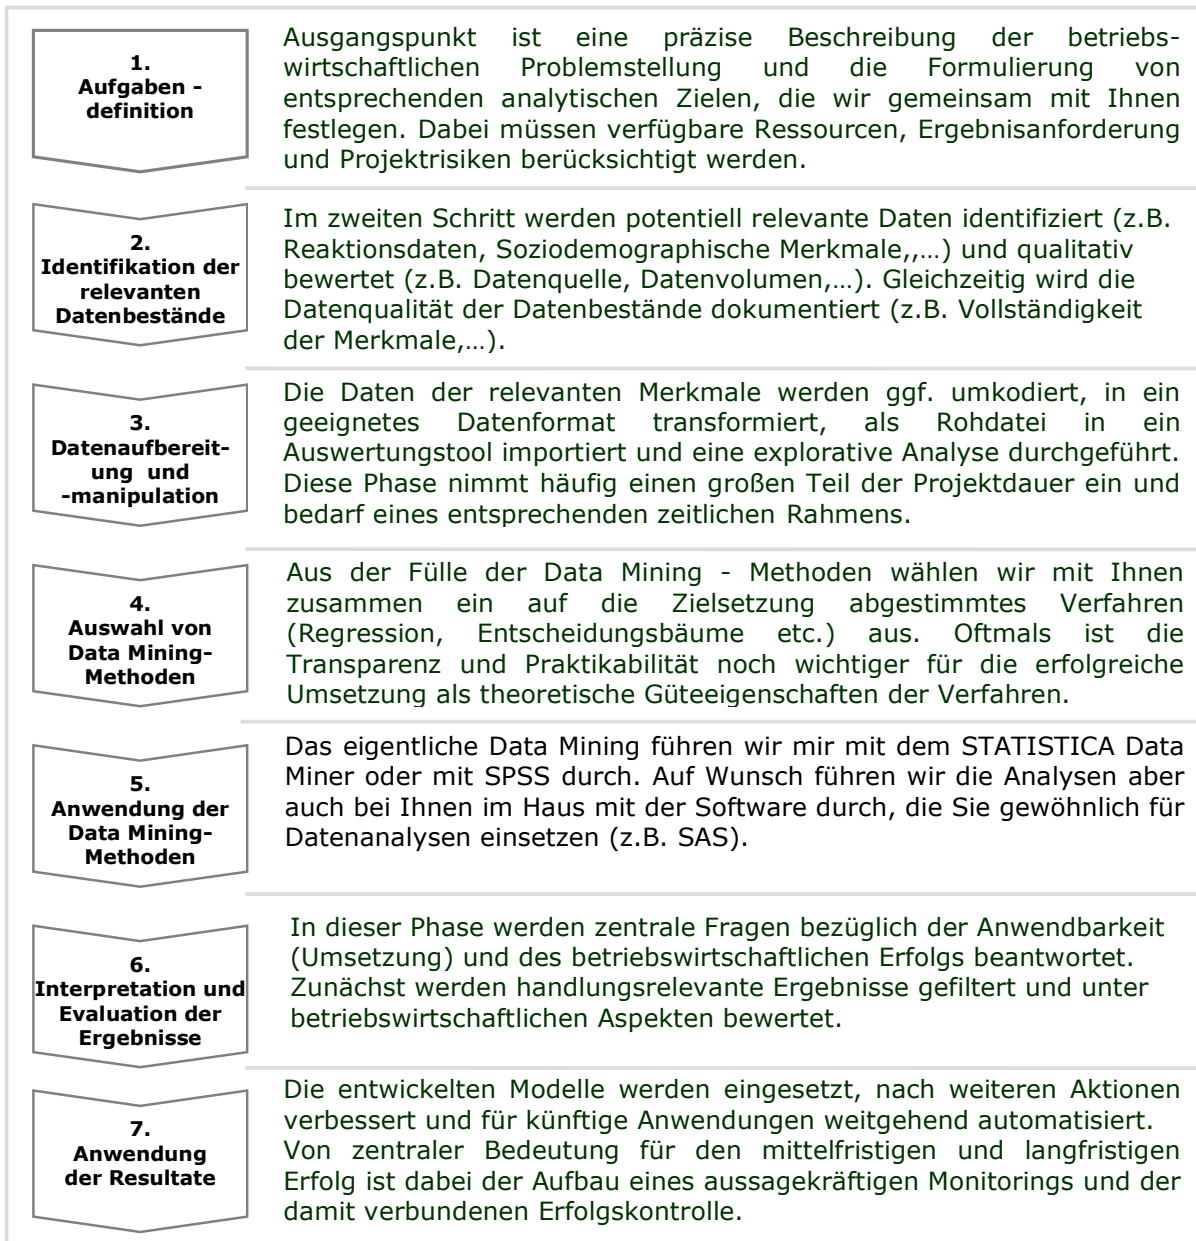 1.
Aufgaben -
definition
Ausgangspunkt ist eine präzise Beschreibung der betriebs-
wirtschaftlichen Problemstellung und die Formulierung von
entsprechenden analytischen Zielen, die wir gemeinsam mit Ihnen
festlegen. Dabei müssen verfügbare Ressourcen, Ergebnisanforderung
und Projektrisiken berücksichtigt werden.
2.
Identifikation der
relevanten
Datenbestände
Im zweiten Schritt werden potentiell relevante Daten identifiziert (z.B.
Reaktionsdaten, Soziodemographische Merkmale,,…) und qualitativ
bewertet (z.B. Datenquelle, Datenvolumen,…). Gleichzeitig wird die
Datenqualität der Datenbestände dokumentiert (z.B. Vollständigkeit
der Merkmale,…).
3.
Datenaufbereit-
ung und
-manipulation
Die Daten der relevanten Merkmale werden ggf. umkodiert, in ein
geeignetes Datenformat transformiert, als Rohdatei in ein
Auswertungstool importiert und eine explorative Analyse durchgeführt.
Diese Phase nimmt häufig einen großen Teil der Projektdauer ein und
bedarf eines entsprechenden zeitlichen Rahmens.
4.
Auswahl von
Data Mining-
Methoden
Aus der Fülle der Data Mining - Methoden wählen wir mit Ihnen
zusammen ein auf die Zielsetzung abgestimmtes Verfahren
(Regression, Entscheidungsbäume etc.) aus. Oftmals ist die
Transparenz und Praktikabilität noch wichtiger für die erfolgreiche
Umsetzung als theoretische Güteeigenschaften der Verfahren.
5.
Anwendung der
Data Mining-
Methoden
Das eigentliche Data Mining führen wir mir mit dem STATISTICA Data
Miner oder mit SPSS durch. Auf Wunsch führen wir die Analysen aber
auch bei Ihnen im Haus mit der Software durch, die Sie gewöhnlich für
Datenanalysen einsetzen (z.B. SAS).
6.
Interpretation und
Evaluation der
Ergebnisse
In dieser Phase werden zentrale Fragen bezüglich der Anwendbarkeit
(Umsetzung) und des betriebswirtschaftlichen Erfolgs beantwortet.
Zunächst werden handlungsrelevante Ergebnisse gefiltert und unter
betriebswirtschaftlichen Aspekten bewertet.
7.
Anwendung
der Resultate
Die entwickelten Modelle werden eingesetzt, nach weiteren Aktionen
verbessert und für künftige Anwendungen weitgehend automatisiert.
Von zentraler Bedeutung für den mittelfristigen und langfristigen
Erfolg ist dabei der Aufbau eines aussagekräftigen Monitorings und der
damit verbundenen Erfolgskontrolle.